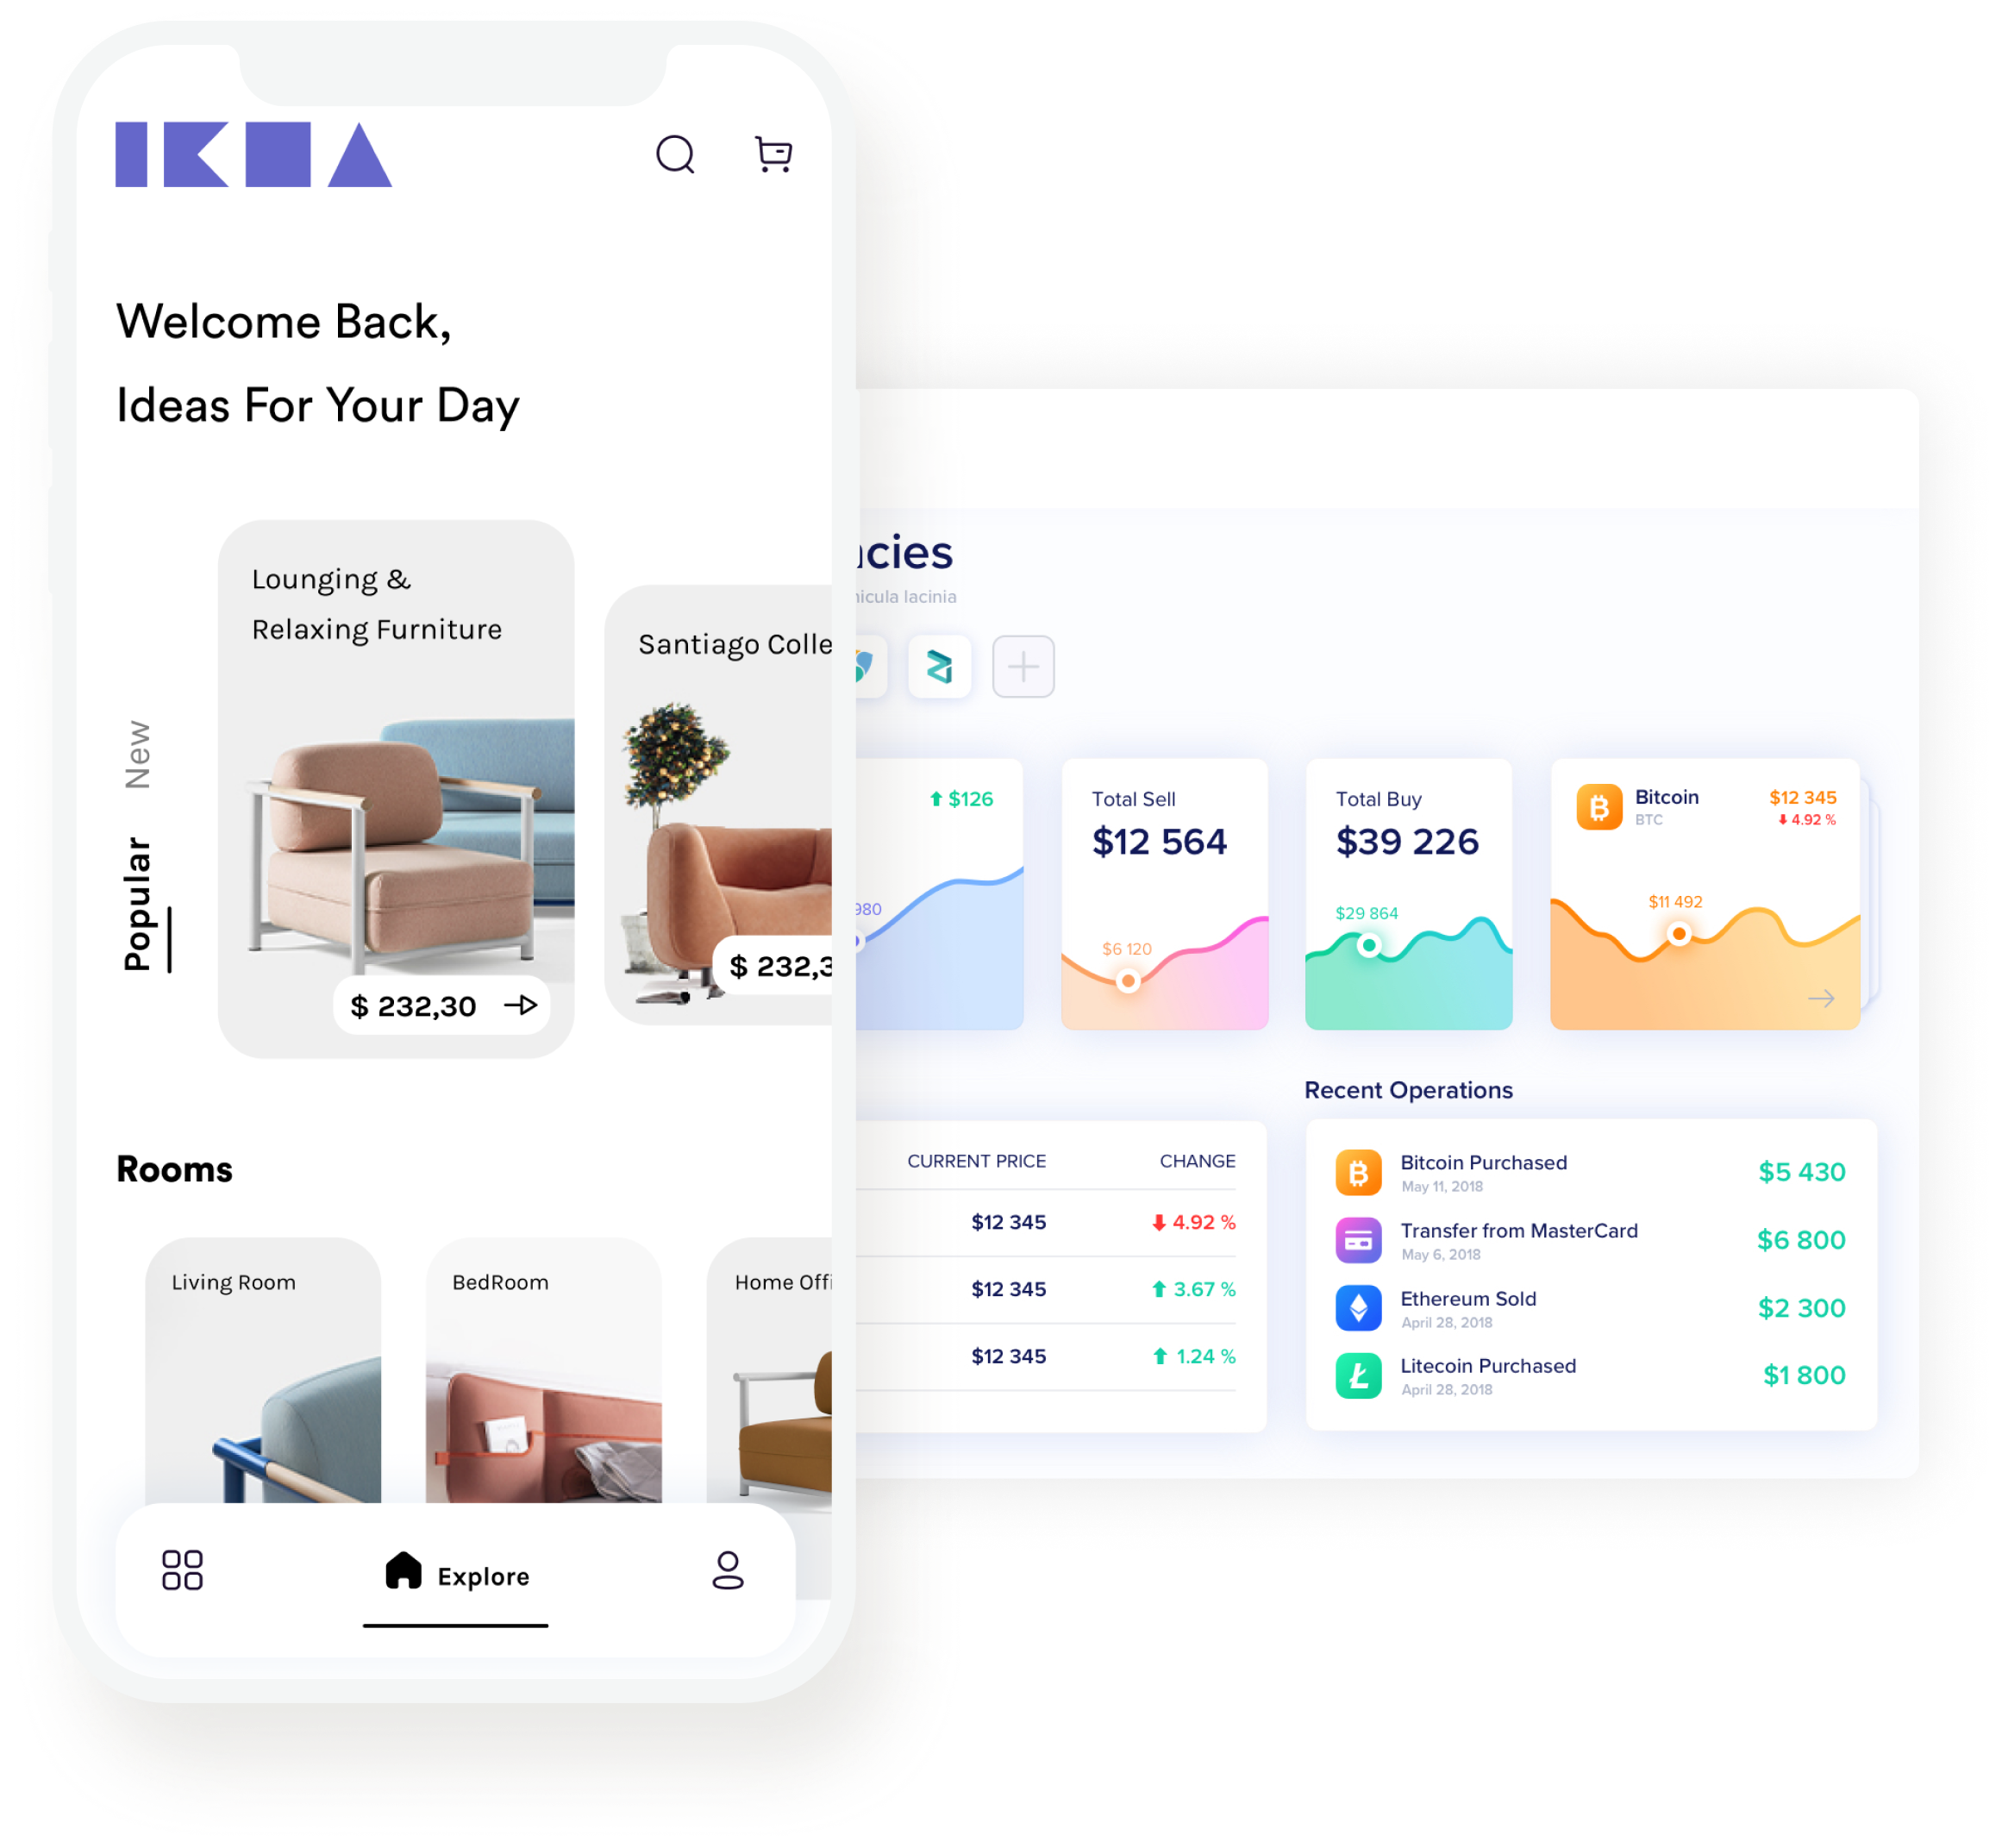 IKEA
Welcome Back,
Ideas For Your Day
Lounging &
Relaxing Furniture
$ 232,30
Santiago Colle
$ 232,3
New
Popular
Rooms
Living Room
BedRoom
Home Offi
Explore
cies
icula lacinia
$126
980
Total Sell
$12 564
$6 120
Total Buy
$39 226
$29 864
Bitcoin
BTC
$12 345
4.92 %
$11 492
CURRENT PRICE CHANGE
$12 345 4.92 %
$12 345 3.67 %
$12 345 1.24 %
Recent Operations
Bitcoin Purchased
May 11, 2018
$5 430
Transfer from MasterCard
May 6, 2018
$6 800
Ethereum Sold
April 28, 2018
$2 300
Litecoin Purchased
April 28, 2018
$1 800